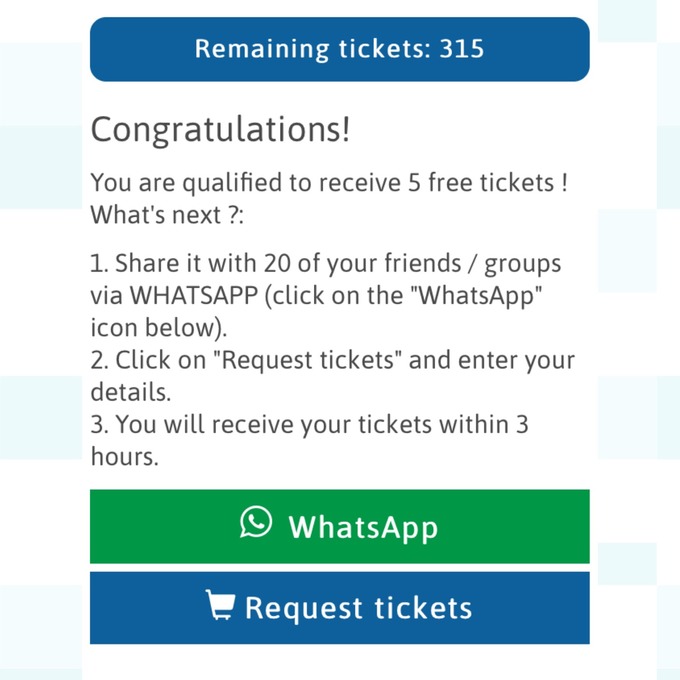 Remaining tickets: 315
Congratulations!
You are qualified to receive 5 free tickets !
What's next ?:
1. Share it with 20 of your friends / groups
via WHATSAPP (click on the "WhatsApp"
icon below).
2. Click on "Request tickets" and enter your
details.
3. You will receive your tickets within 3
hours.
WhatsApp
Request tickets